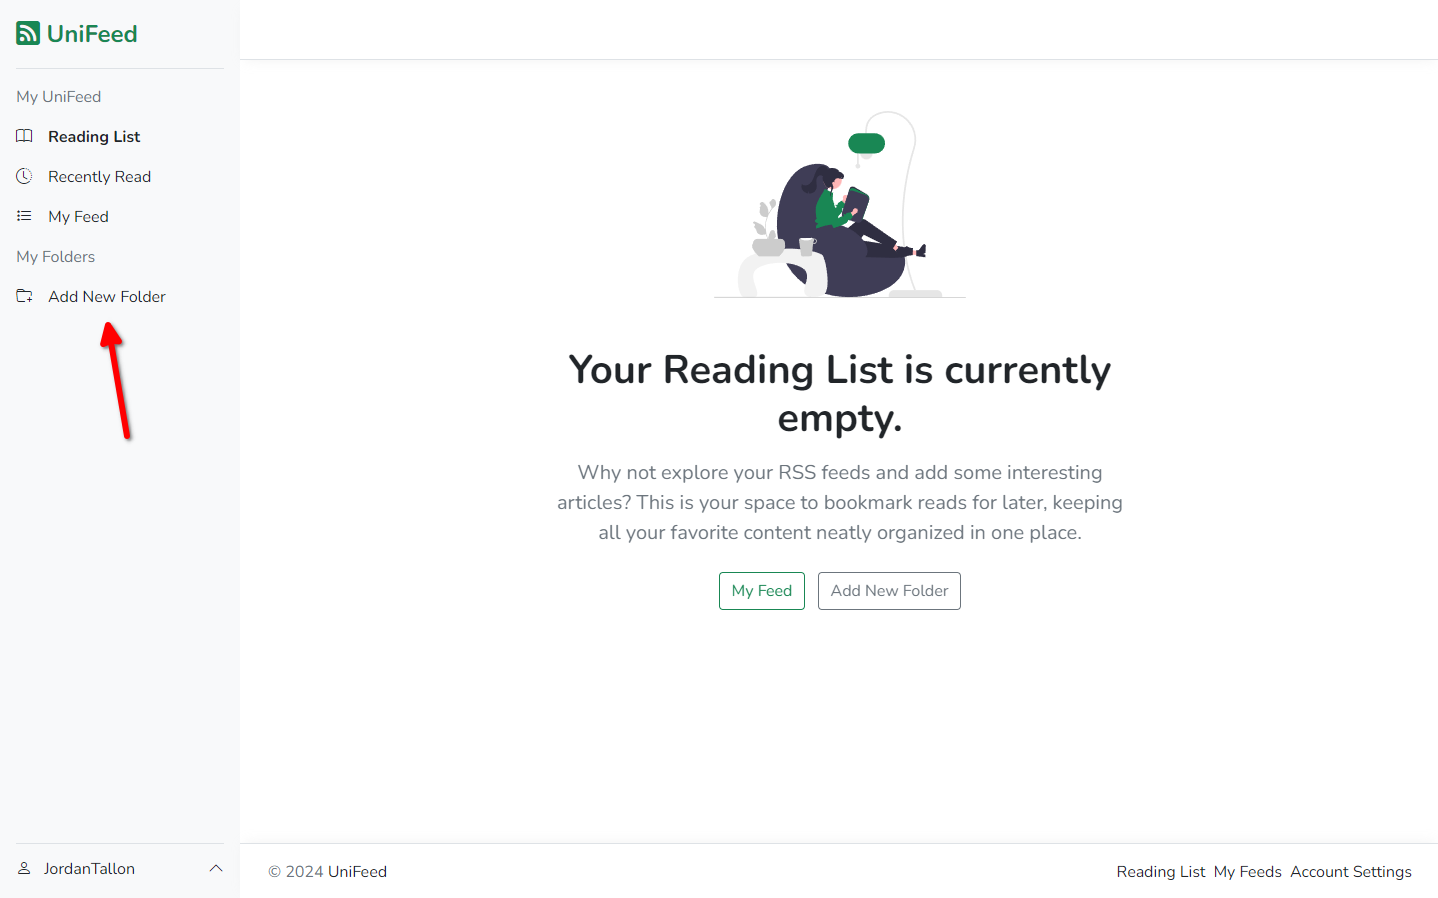 UniFeed
My UniFeed
Reading List
Recently Read
My Feed
My Folders
Add New Folder
Your Reading List is currently
empty.
Why not explore your RSS feeds and add some interesting
articles? This is your space to bookmark reads for later, keeping
all your favorite content neatly organized in one place.
My Feed Add New Folder
JordanTallon
© 2024 UniFeed
Reading List My Feeds Account Settings